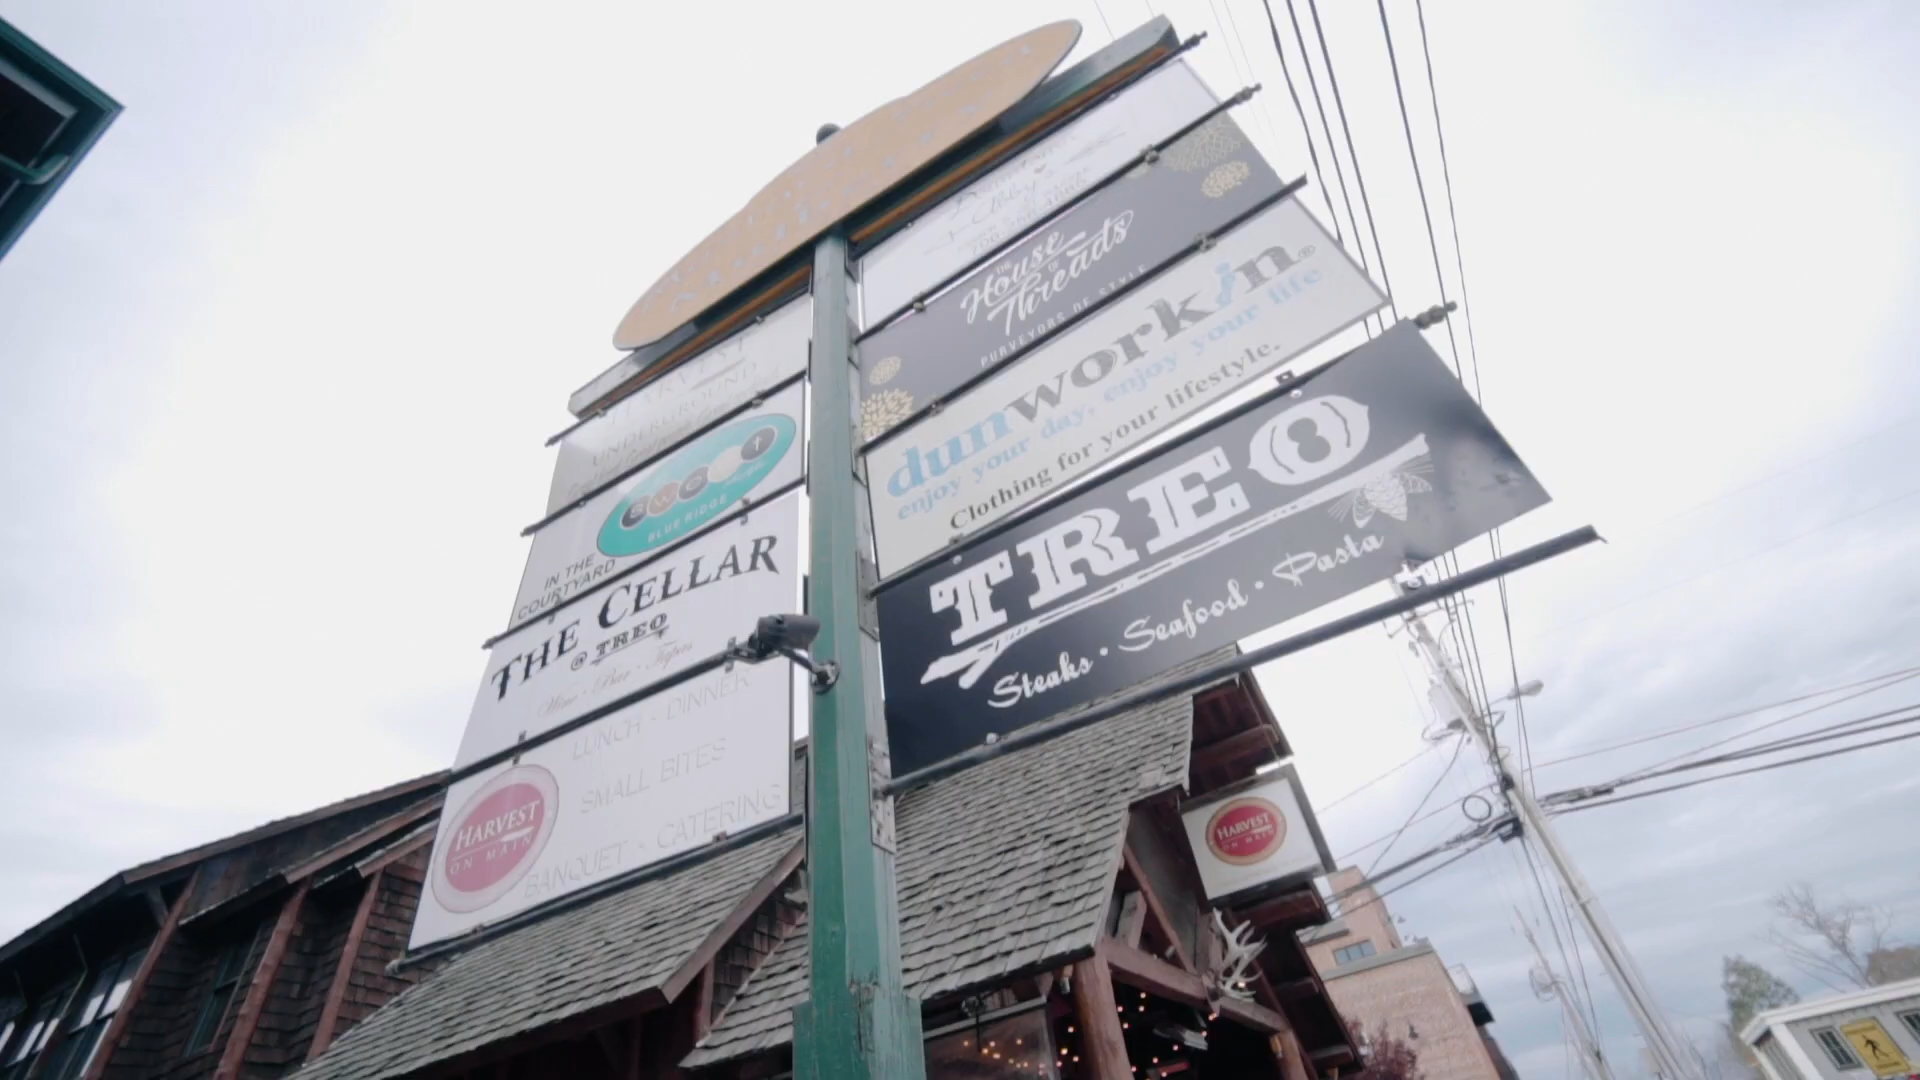 HARVEST
UNDERGROUND
sweet
BLUE RIDGE
IN THE
COURTYARD
THE CELLAR
@ TREO
Wine · Bar · Tapas
HARVEST
ON MAIN
LUNCH - DINNER
SMALL BITES
BANQUET - CATERING
THE
House
OF
Threads
PURVEYORS OF STYLE
dunworkin®
enjoy your day, enjoy your life
Clothing for your lifestyle.
TREO
Steaks · Seafood · Pasta
HARVEST
ON MAIN